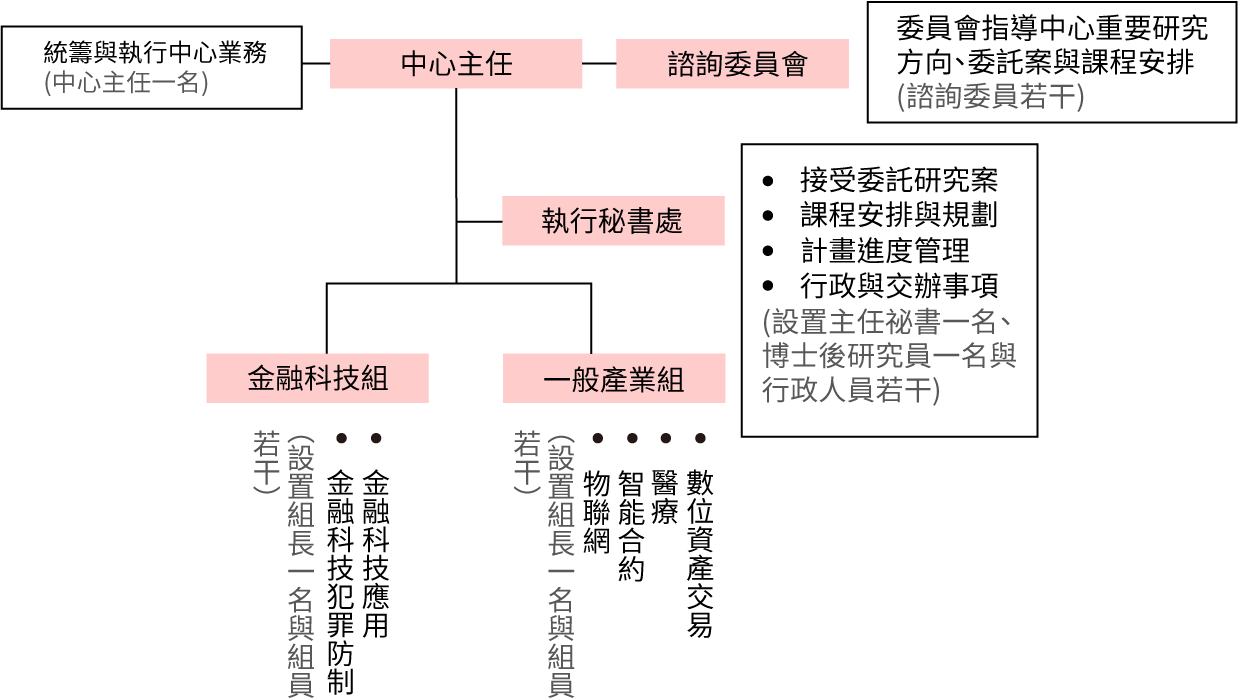 統籌與執行中心業務
(中心主任一名)
中心主任
諮詢委員會
委員會指導中心重要研究
方向、委託案與課程安排
(諮詢委員若干)
執行秘書處
• 接受委託研究案
• 課程安排與規劃
• 計畫進度管理
• 行政與交辦事項
(設置主任祕書一名、
博士後研究員一名與
行政人員若干)
金融科技組
一般產業組
• 金融科技應用
• 金融科技犯罪防制
(設置組長一名與組員
若干)
• 數位資產交易
• 醫療
• 智能合約
• 物聯網
(設置組長一名與組員
若干)